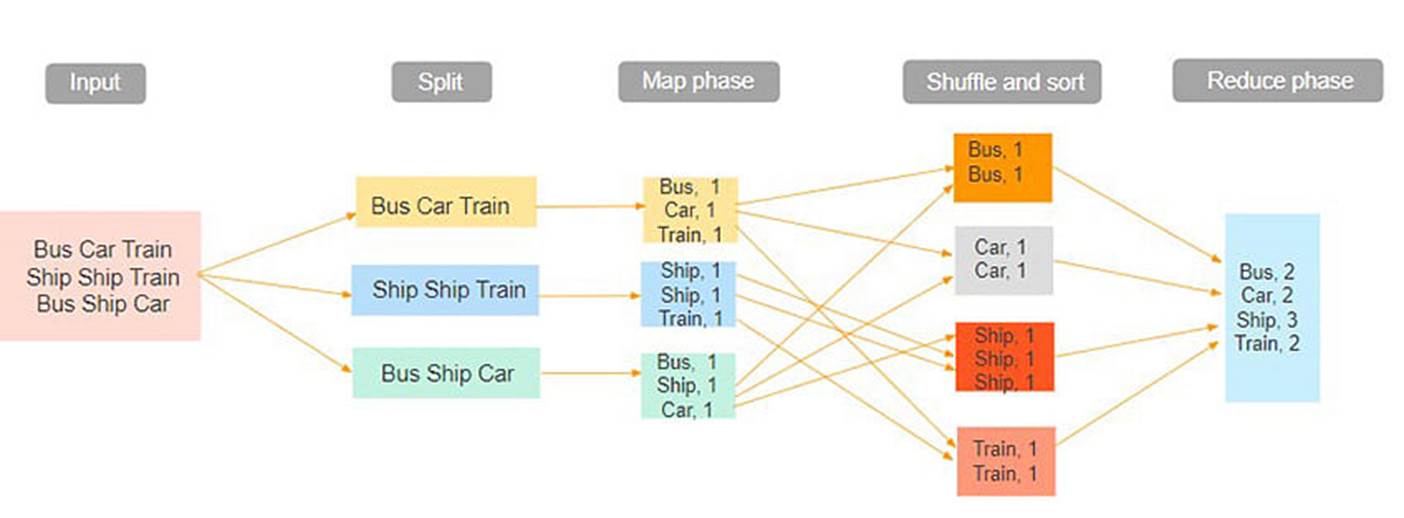 Input
Split
Map phase
Shuffle and sort
Reduce phase
Bus Car Train
Ship Ship Train
Bus Ship Car
Bus Car Train
Ship Ship Train
Bus Ship Car
Bus, 1
Car, 1
Train, 1
Ship, 1
Ship, 1
Train, 1
Bus, 1
Ship, 1
Car, 1
Bus, 1
Bus, 1
Car, 1
Car, 1
Ship, 1
Ship, 1
Ship, 1
Train, 1
Train, 1
Bus, 2
Car, 2
Ship, 3
Train, 2